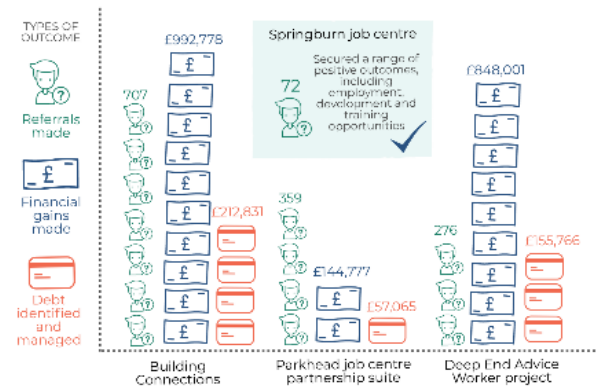 TYPES OF
OUTCOME
Referrals
made
£
Financial
gains
made
Debt
identified
and
managed
£992,778
707
£212,831
Springburn job centre
72
Secured a range of
positive outcomes,
including
employment,
development and
training
opportunities
359
£144,777
£57,065
£848,001
276
£155,766
Building
Connections
Parkhead job centre
partnership suite
Deep End Advice
Worker project